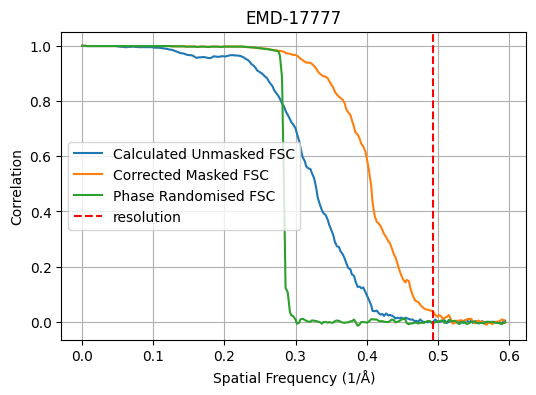 EMD-17777
1.0
0.8
0.6
0.4
0.2
0.0
Correlation
Calculated Unmasked FSC
Corrected Masked FSC
Phase Randomised FSC
resolution
0.0 0.1 0.2 0.3 0.4 0.5 0.6
Spatial Frequency (1/Å)